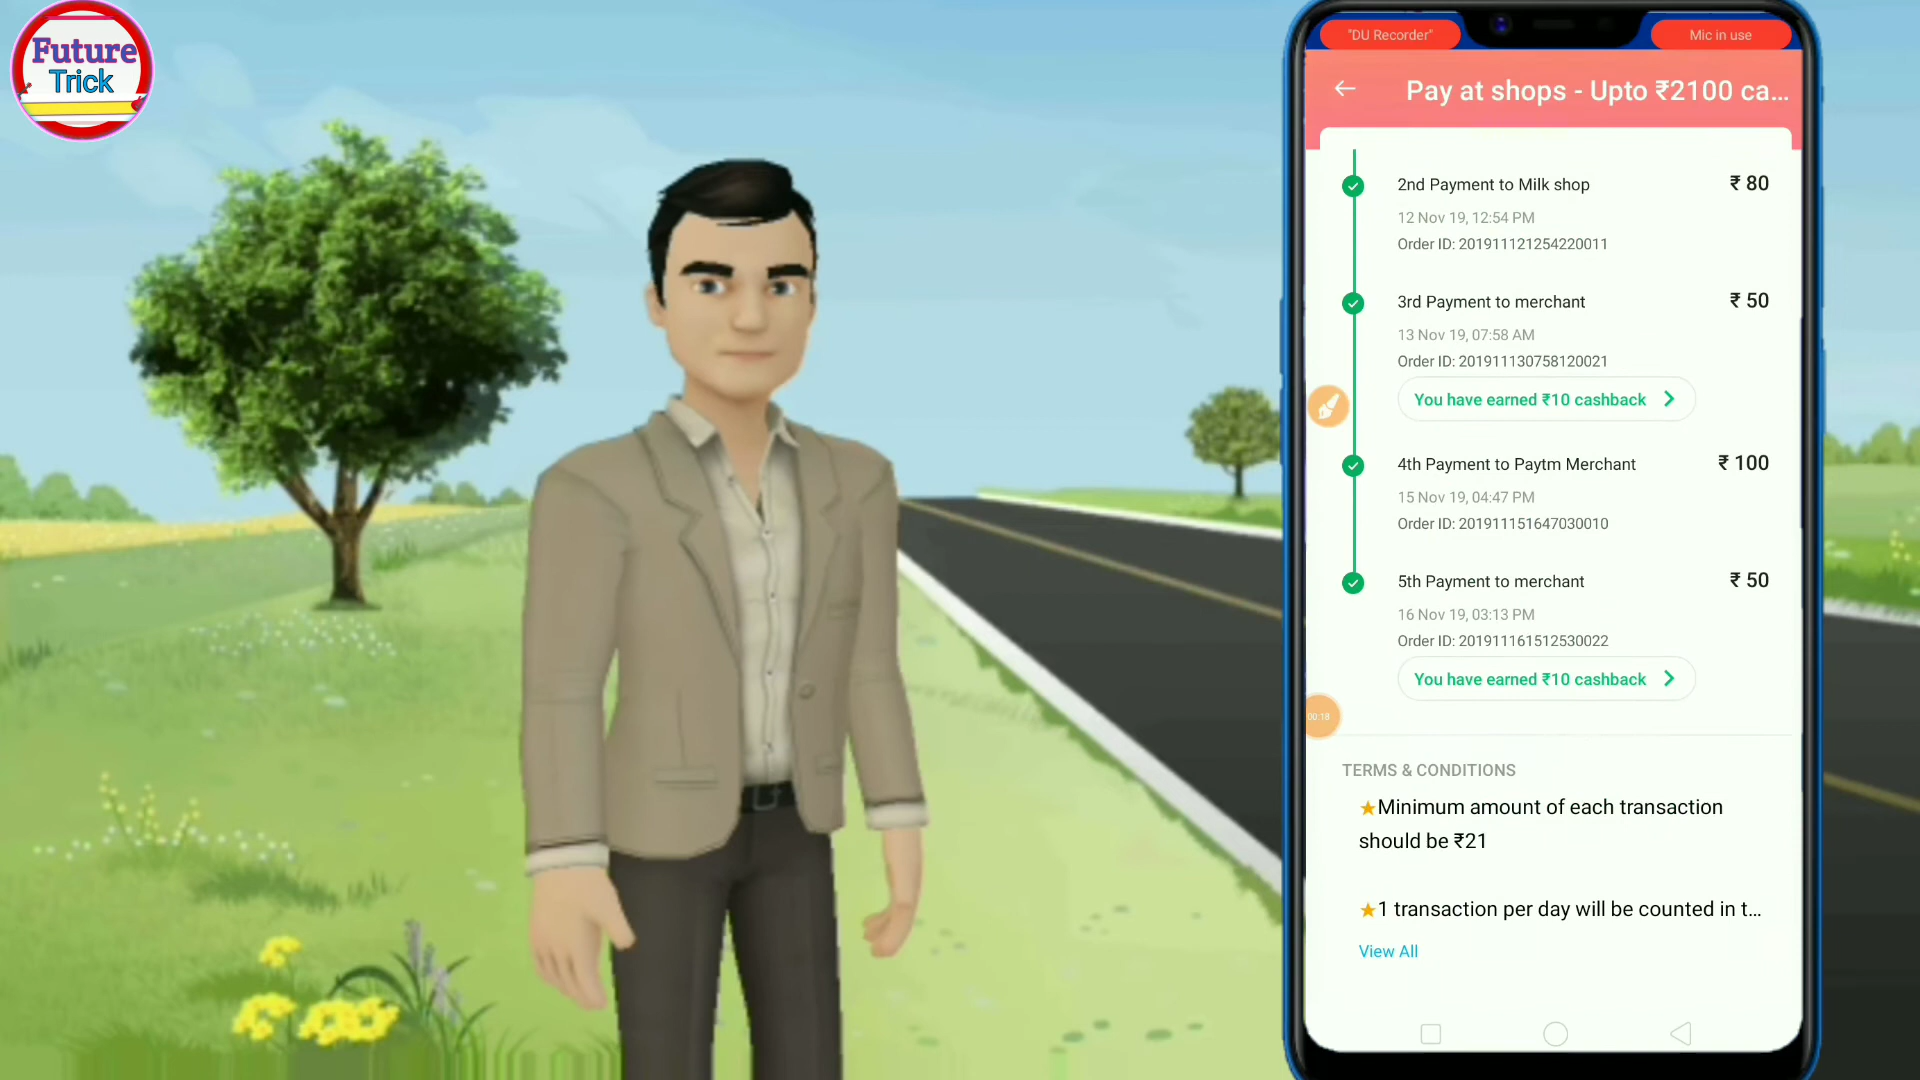 Future
Trick
"DU Recorder"
Mic in use
Pay at shops - Upto ₹2100 ca...
2nd Payment to Milk shop
₹ 80
12 Nov 19, 12:54 PM
Order ID: 201911121254220011
3rd Payment to merchant
₹ 50
13 Nov 19, 07:58 AM
Order ID: 201911130758120021
You have earned ₹10 cashback
4th Payment to Paytm Merchant
₹ 100
15 Nov 19, 04:47 PM
Order ID: 201911151647030010
5th Payment to merchant
₹ 50
16 Nov 19, 03:13 PM
Order ID: 201911161512530022
You have earned ₹10 cashback
00:18
TERMS & CONDITIONS
★Minimum amount of each transaction
should be ₹21
★1 transaction per day will be counted in t...
View All